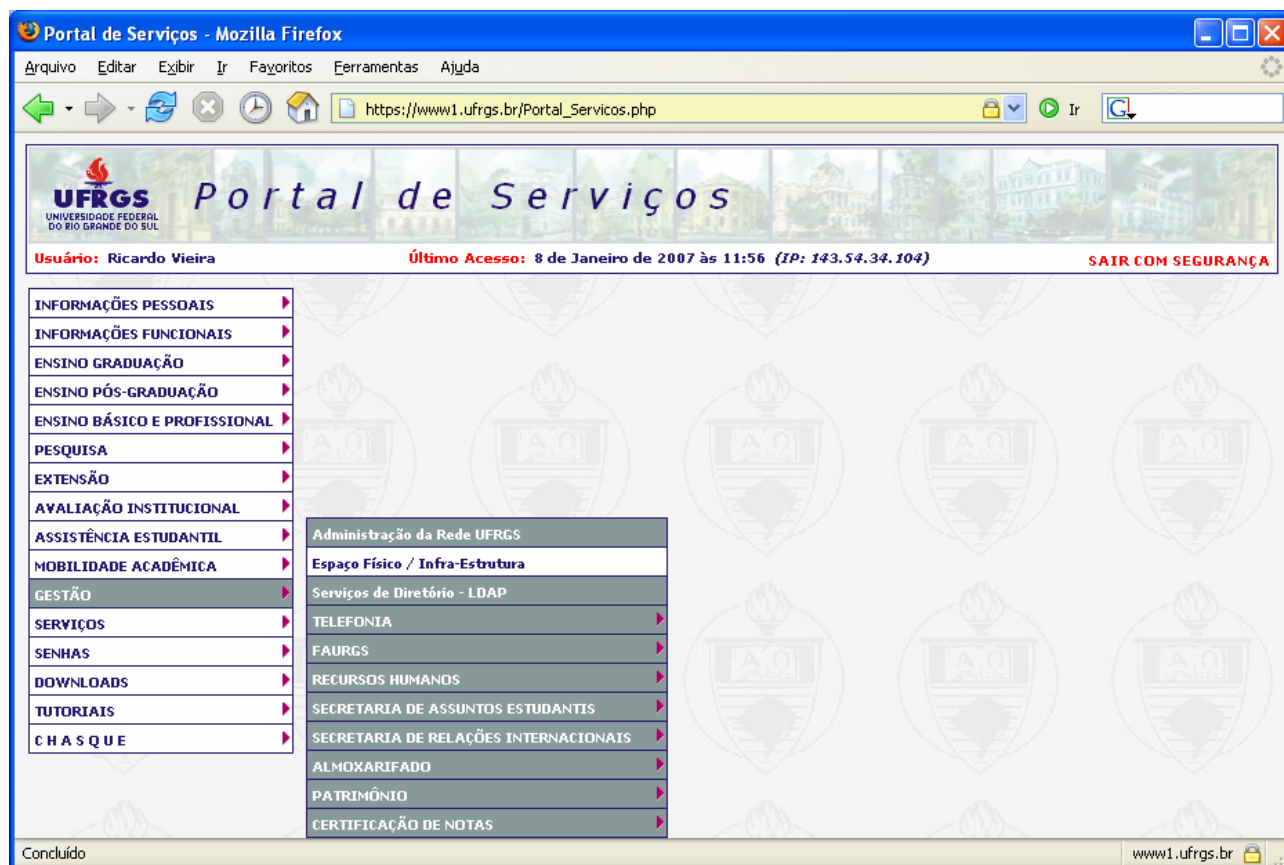 Portal de Serviços - Mozilla Firefox
Arquivo Editar Exibir Ir Favoritos Ferramentas Ajuda
https://www1.ufrgs.br/Portal_Servicos.php Ir G
UFRGS
UNIVERSIDADE FEDERAL
DO RIO GRANDE DO SUL
Portal de Serviços
Usuário: Ricardo Vieira Último Acesso: 8 de Janeiro de 2007 às 11:56 (IP: 143.54.34.104) SAIR COM SEGURANÇA
INFORMAÇÕES PESSOAIS
INFORMAÇÕES FUNCIONAIS
ENSINO GRADUAÇÃO
ENSINO PÓS-GRADUAÇÃO
ENSINO BÁSICO E PROFISSIONAL
PESQUISA
EXTENSÃO
AVALIAÇÃO INSTITUCIONAL
ASSISTÊNCIA ESTUDANTIL
MOBILIDADE ACADÊMICA
GESTÃO
SERVIÇOS
SENHAS
DOWNLOADS
TUTORIAIS
C H A S Q U E
Administração da Rede UFRGS
Espaço Físico / Infra-Estrutura
Serviços de Diretório - LDAP
TELEFONIA
FAURGS
RECURSOS HUMANOS
SECRETARIA DE ASSUNTOS ESTUDANTIS
SECRETARIA DE RELAÇÕES INTERNACIONAIS
ALMOXARIFADO
PATRIMÔNIO
CERTIFICAÇÃO DE NOTAS
Concluído www1.ufrgs.br